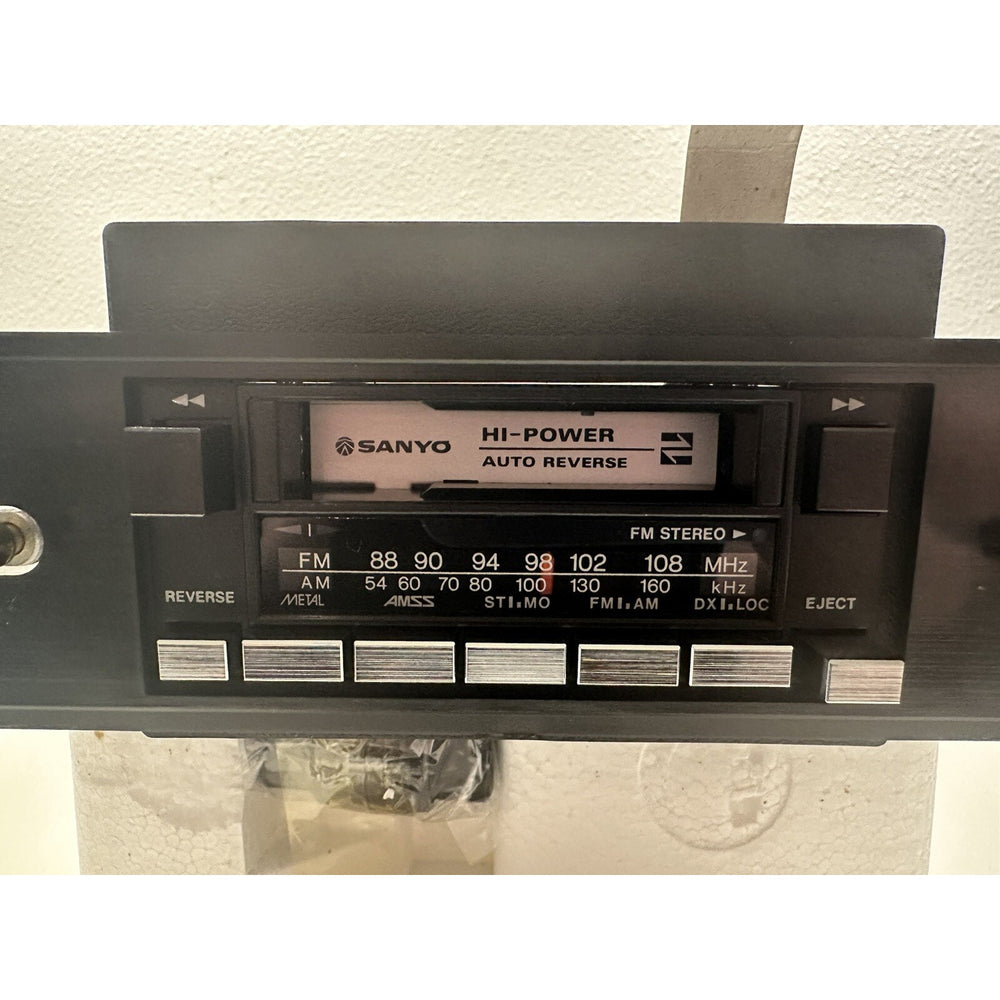 SANYO
HI-POWER
AUTO REVERSE
FM STEREO
FM 88 90 94 98 102 108 MHz
AM 54 60 70 80 100 130 160 kHz
METAL AMSS ST MO FM AM DX LOC
REVERSE
EJECT